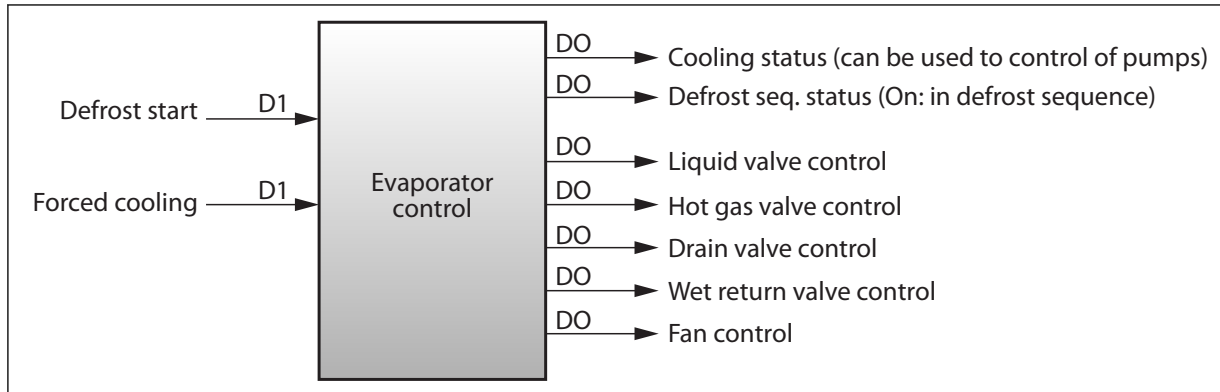 Defrost start
D1
Forced cooling
D1
Evaporator
control
DO
Cooling status (can be used to control of pumps)
DO
Defrost seq. status (On: in defrost sequence)
DO
Liquid valve control
DO
Hot gas valve control
DO
Drain valve control
DO
Wet return valve control
DO
Fan control